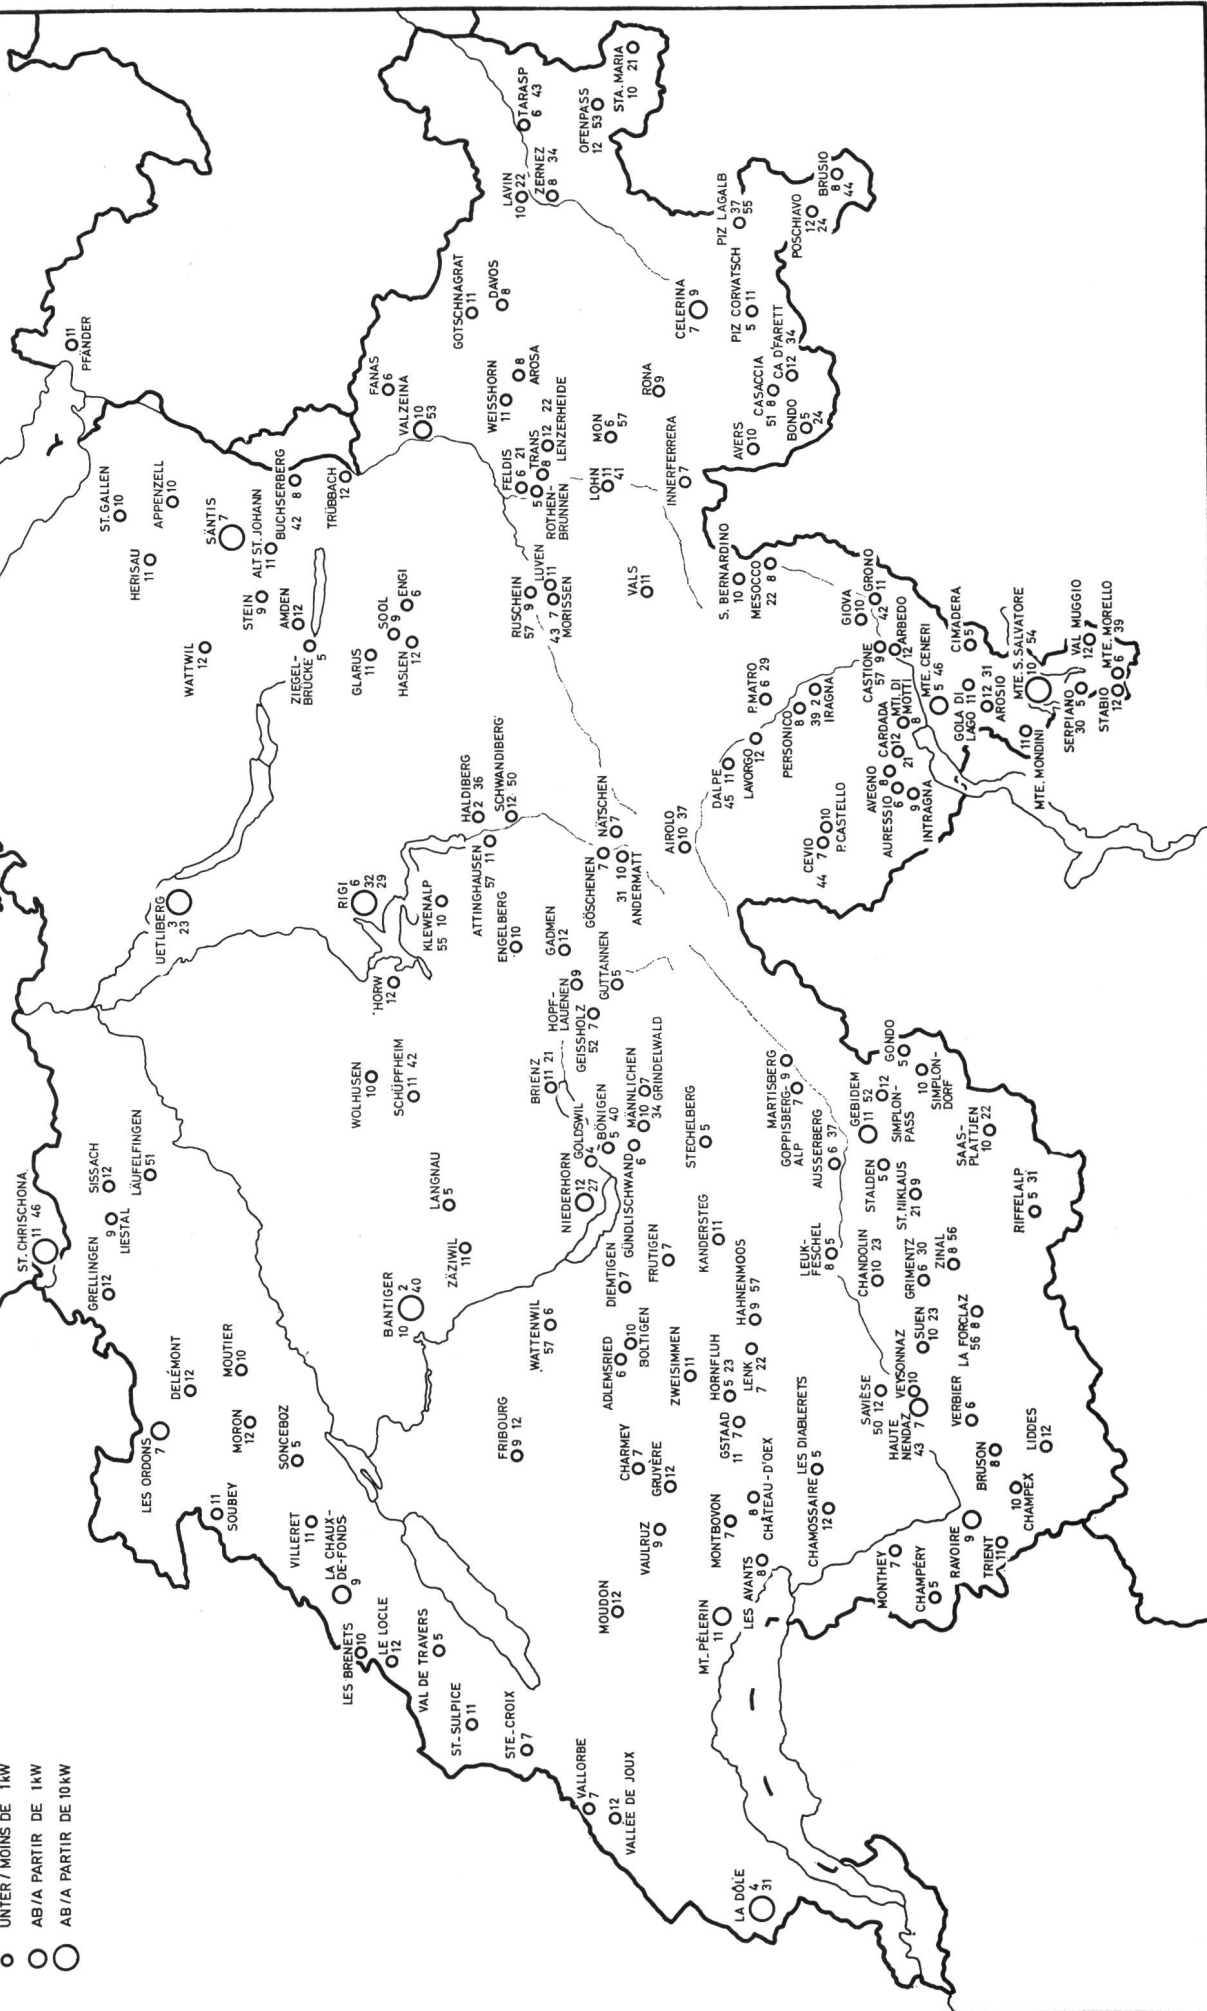 UNTER / MOINS DE 1 kW
AB/A PARTIR DE 1kW
AB/A PARTIR DE 10kW
ST. CHRISCHONA
11 46
GRELLINGEN
12
SISSACH
12
9
LIESTAL
LÄUFELFINGEN
51
LES ORDONS
7
DELÉMONT
12
MOUTIER
10
MORON
12
SONCEBOZ
5
11
SOUBEY
VILLERET
11
LA CHAUX-
DE-FONDS
9
LES BRENETS
10
LE LOCLE
12
VAL DE TRAVERS
5
ST-SULPICE
11
STE-CROIX
7
VALLORBE
7
12
VALLÉE DE JOUX
LA DÔLE
4
31
UETLIBERG
3
23
PFÄNDER
11
ST. GALLEN
10
HERISAU
11
APPENZELL
10
SÄNTIS
7
WATTWIL
12
STEIN
9
ALT ST. JOHANN
11
BUCHSERBERG
42 8
AMDEN
12
TRÜBBACH
12
ZIEGEL-
BRÜCKE
5
GLARUS
11
SOOL
9
HASLEN
12
ENGI
6
FANAS
6
VALZEINA
10
53
RIGI
6
32
29
HORW
12
KLEWENALP
55 10
HALDIBERG
2 36
SCHWANDIBERG
12 50
ATTINGHAUSEN
57 11
ENGELBERG
10
WOLHUSEN
10
SCHÜPFHEIM
11 42
LANGNAU
5
ZÄZIWIL
11
BANTIGER
10 2
40
WATTENWIL
57 6
FRIBOURG
9 12
MOUDON
12
VAULRUZ
9
CHARMEY
7
GRUYÈRE
12
ADLEMSRIED
6
10
BOLTIGEN
DIEMTIGEN
7
ZWEISIMMEN
11
FRUTIGEN
7
NIEDERHORN
12
27
GOLDSWIL
4
BÖNIGEN
5 40
GÜNDLISCHWAND
6
MÄNNLICHEN
10
34
GRINDELWALD
7
BRIENZ
11 21
HOPF-
LAUENEN
9
GEISSHOLZ
52 7
GADMEN
12
GUTTANNEN
5
GÖSCHENEN
7
NÄTSCHEN
7
31 10
ANDERMATT
STECHELBERG
5
KANDERSTEG
11
HAHNENMOOS
9 57
LENK
7 22
HORNFLUH
5 23
GSTAAD
11 7
MONTBOVON
7
8
CHÂTEAU-D'OEX
LES AVANTS
8
MT. PÈLERIN
11
LES DIABLERETS
5
CHAMOSSAIRE
12
MONTHEY
7
CHAMPÉRY
5
RAVOIRE
9
TRIENT
11
10
CHAMPEX
BRUSON
8
LIDDES
12
VERBIER
6
SAVIÈSE
50 12
HAUTE
NENDAZ
43 7
VEYSONNAZ
10
SUEN
10 23
LA FORCLAZ
56 8
ZINAL
8 56
GRIMENTZ
6 30
CHANDOLIN
10 23
LEUK-
FESCHEL
8 5
ST. NIKLAUS
21 9
STALDEN
5
AUSSERBERG
6 37
GOPPISBERG-
ALP
7
MARTISBERG
9
GEBIDEM
11 52
SIMPLON-
PASS
12
GONDO
5
10
SIMPLON-
DORF
SAAS-
PLATTJEN
10 22
RIFFELALP
5 31
GOTSCHNAGRAT
11
DAVOS
8
WEISSHORN
11
8
AROSA
FELDIS
6 21
TRANS
8
5
ROTHEN-
BRUNNEN
12 22
LENZERHEIDE
RUSCHEIN
57 9
LUVEN
11
43 7
MORISSEN
VALS
11
LOHN
11
41
MON
6
57
RONA
9
INNERFERRERA
7
AVERS
10
CASACCIA
51 8
CA D'FARETT
12 34
BONDO
5
24
CELERINA
7 9
PIZ CORVATSCH
5 11
PIZ LAGALB
37
55
POSCHIAVO
12
24
BRUSIO
8
44
LAVIN
10 22
ZERNEZ
8 34
TARASP
6 43
OFENPASS
12 53
STA. MARIA
10 21
AIROLO
10 37
DALPE
45 11
LAVORGO
12
P. MATRO
6 29
PERSONICO
8
39 2
IRAGNA
CEVIO
44 7
10
P. CASTELLO
S. BERNARDINO
10
MESOCCO
22 8
GIOVA
10
GRONO
42 11
CASTIONE
57 9
ARBEDO
12
MTI. DI
MOTTI
8
CARDADA
12
21
AVEGNO
8
AURESSIO
6
9
INTRAGNA
MTE. CENERI
5 46
CIMADERA
5
GOLA DI
LAGO 11
12 31
AROSIO
MTE. S. SALVATORE
10 54
11
MTE. MONDINI
SERPIANO
30 5
VAL MUGGIO
12
STABIO
12
MTE. MORELLO
6 39